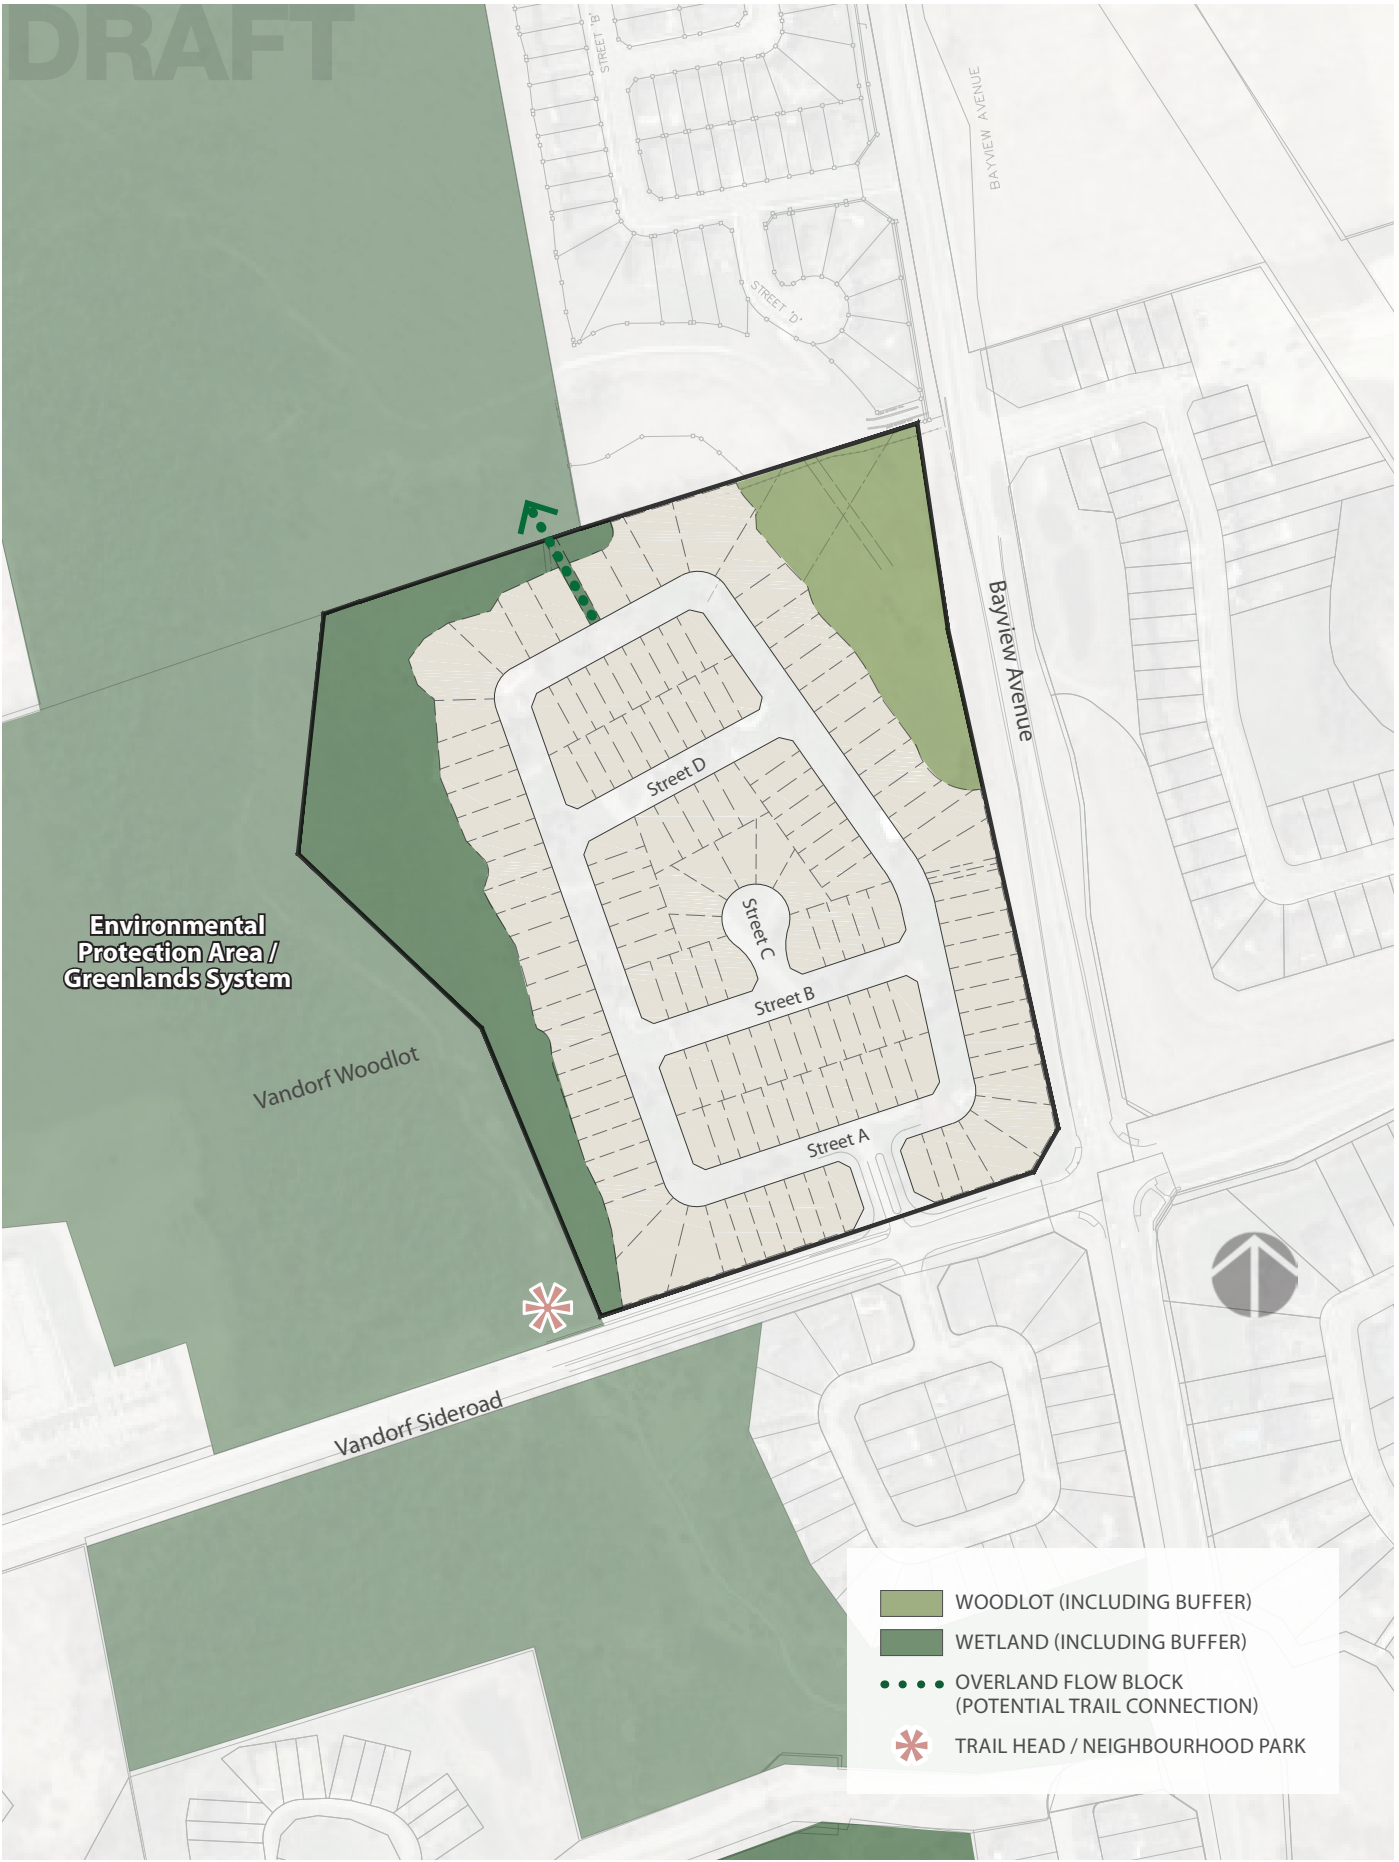 DRAFT
STREET 'B'
BAYVIEW AVENUE
STREET 'D'
Bayview Avenue
Street D
Street C
Street B
Street A
Environmental
Protection Area /
Greenlands System
Vandorf Woodlot
Vandorf Sideroad
WOODLOT (INCLUDING BUFFER)
WETLAND (INCLUDING BUFFER)
OVERLAND FLOW BLOCK
(POTENTIAL TRAIL CONNECTION)
TRAIL HEAD / NEIGHBOURHOOD PARK